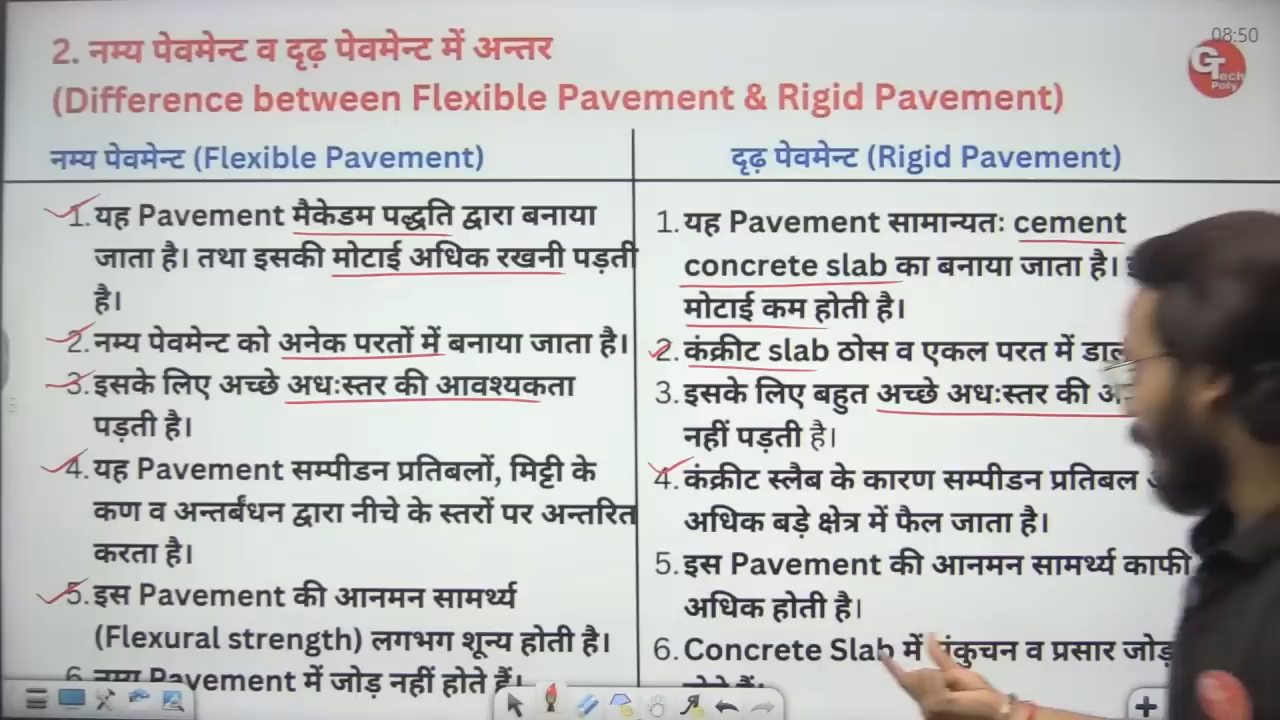 08:50
GT ech Poly
2. नम्य पेवमेन्ट व दृढ़ पेवमेन्ट में अन्तर
(Difference between Flexible Pavement & Rigid Pavement)
नम्य पेवमेन्ट (Flexible Pavement)
1. यह Pavement मैकेडम पद्धति द्वारा बनाया
जाता है। तथा इसकी मोटाई अधिक रखनी पड़ती
है।
2. नम्य पेवमेन्ट को अनेक परतों में बनाया जाता है।
3. इसके लिए अच्छे अधःस्तर की आवश्यकता
पड़ती है।
4. यह Pavement सम्पीडन प्रतिबलों, मिट्टी के
कण व अन्तर्बंधन द्वारा नीचे के स्तरों पर अन्तरित
करता है।
5. इस Pavement की आनमन सामर्थ्य
(Flexural strength) लगभग शून्य होती है।
6. नम्य Pavement में जोड़ नहीं होते हैं।
दृढ़ पेवमेन्ट (Rigid Pavement)
1. यह Pavement सामान्यतः cement
concrete slab का बनाया जाता है।
मोटाई कम होती है।
2. कंक्रीट slab ठोस व एकल परत में
3. इसके लिए बहुत अच्छे अधःस्तर की
नहीं पड़ती है।
4. कंक्रीट स्लैब के कारण सम्पीडन प्रतिबल
अधिक बड़े क्षेत्र में फैल जाता है।
5. इस Pavement की आनमन सामर्थ्य काफी
अधिक होती है।
6. Concrete Slab में संकुचन व प्रसार जोड़
होते हैं।